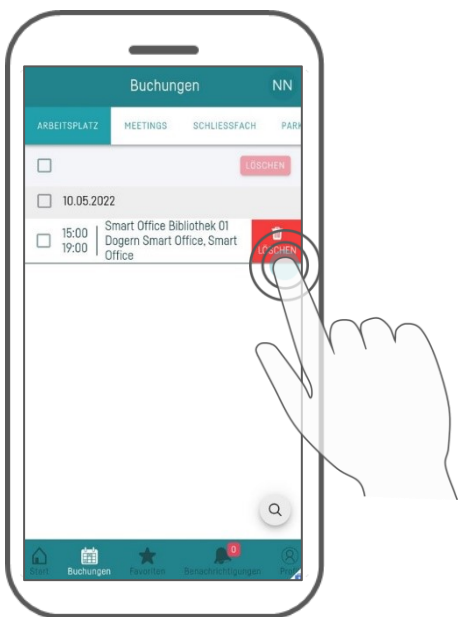 Buchungen NN
ARBEITSPLATZ MEETINGS SCHLIESSFACH PARK
LÖSCHEN
10.05.2022
15:00 Smart Office Bibliothek 01
19:00 Dogern Smart Office, Smart
Office
LÖSCHEN
0
Start Buchungen Favoriten Benachrichtigungen Profil